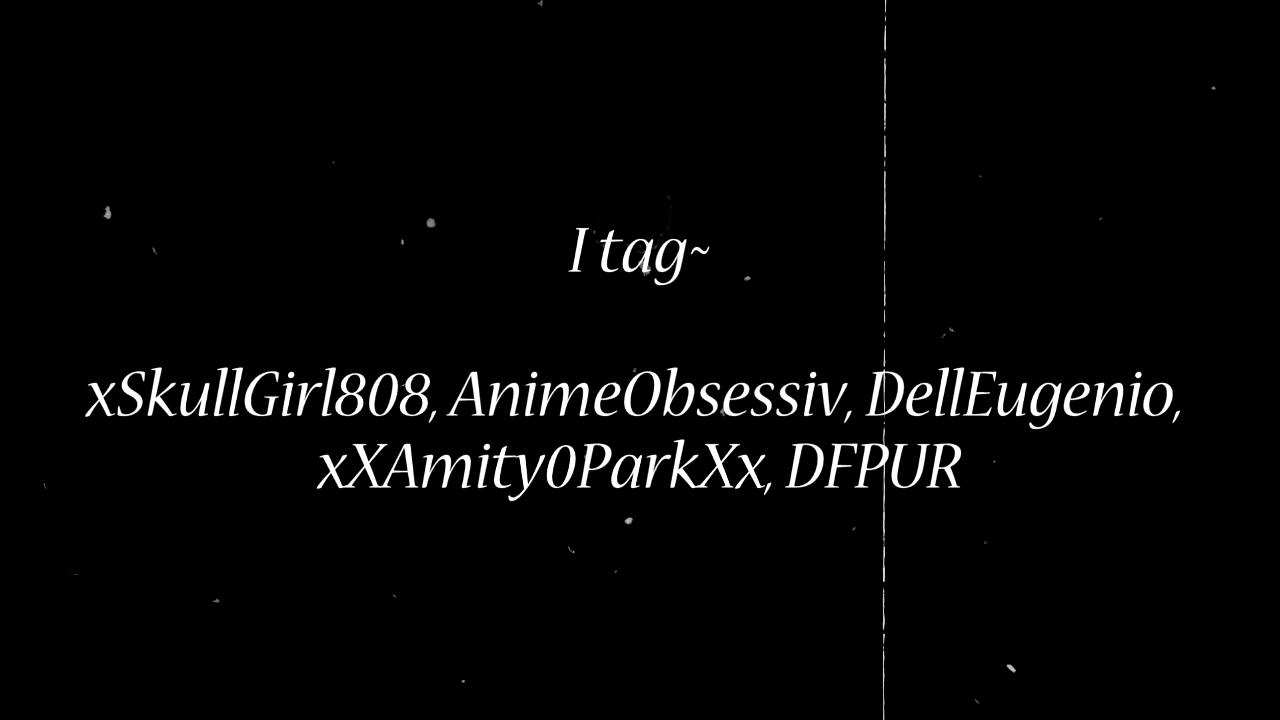 I tag~
xSkullGirl808, AnimeObsessiv, DellEugenio,
xXAmity0ParkXx, DFPUR